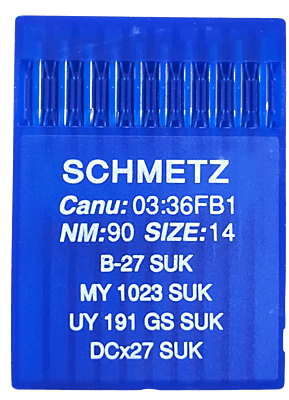 SCHMETZ
Canu: 03:36FB1
NM:90 SIZE:14
B-27 SUK
MY 1023 SUK
UY 191 GS SUK
DCx27 SUK